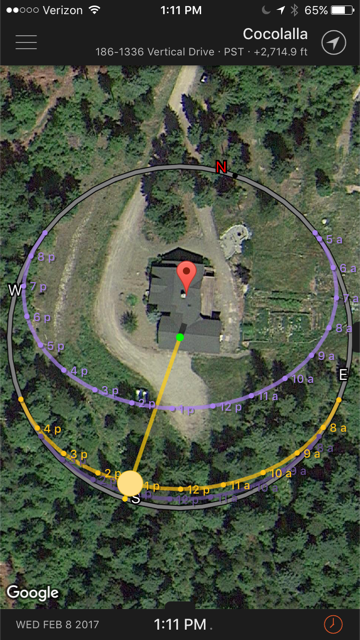 Verizon 1:11 PM 65%
Cocolalla
186-1336 Vertical Drive · PST · +2,714.9 ft
N
5 a
8 p
6 a
W
7 p
7
6 p
8 a
5 p
9 a
4 p
10 a
E
3 p
11 a
2 p
1 p
12 p
4 p
8 a
3 p
9 a
2 p
10 a
1 p
12 p
11 a
S
Google
WED FEB 8 2017
1:11 PM